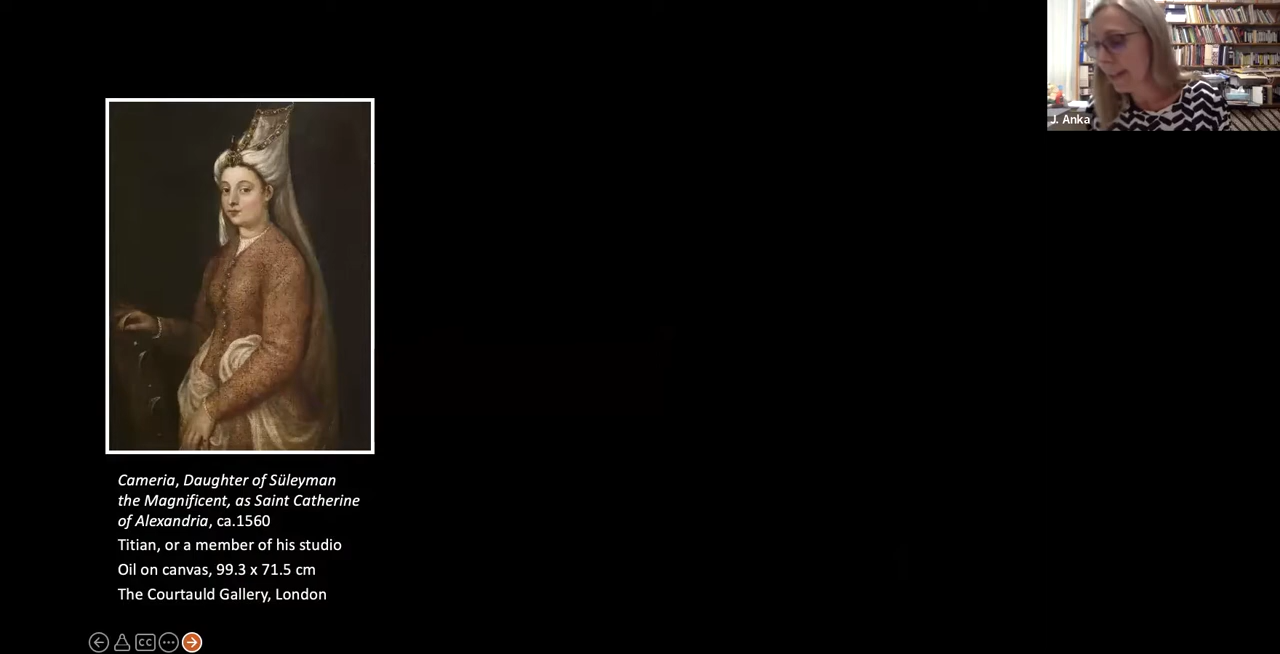 J. Anka
Cameria, Daughter of Süleyman
the Magnificent, as Saint Catherine
of Alexandria, ca.1560
Titian, or a member of his studio
Oil on canvas, 99.3 x 71.5 cm
The Courtauld Gallery, London
CC